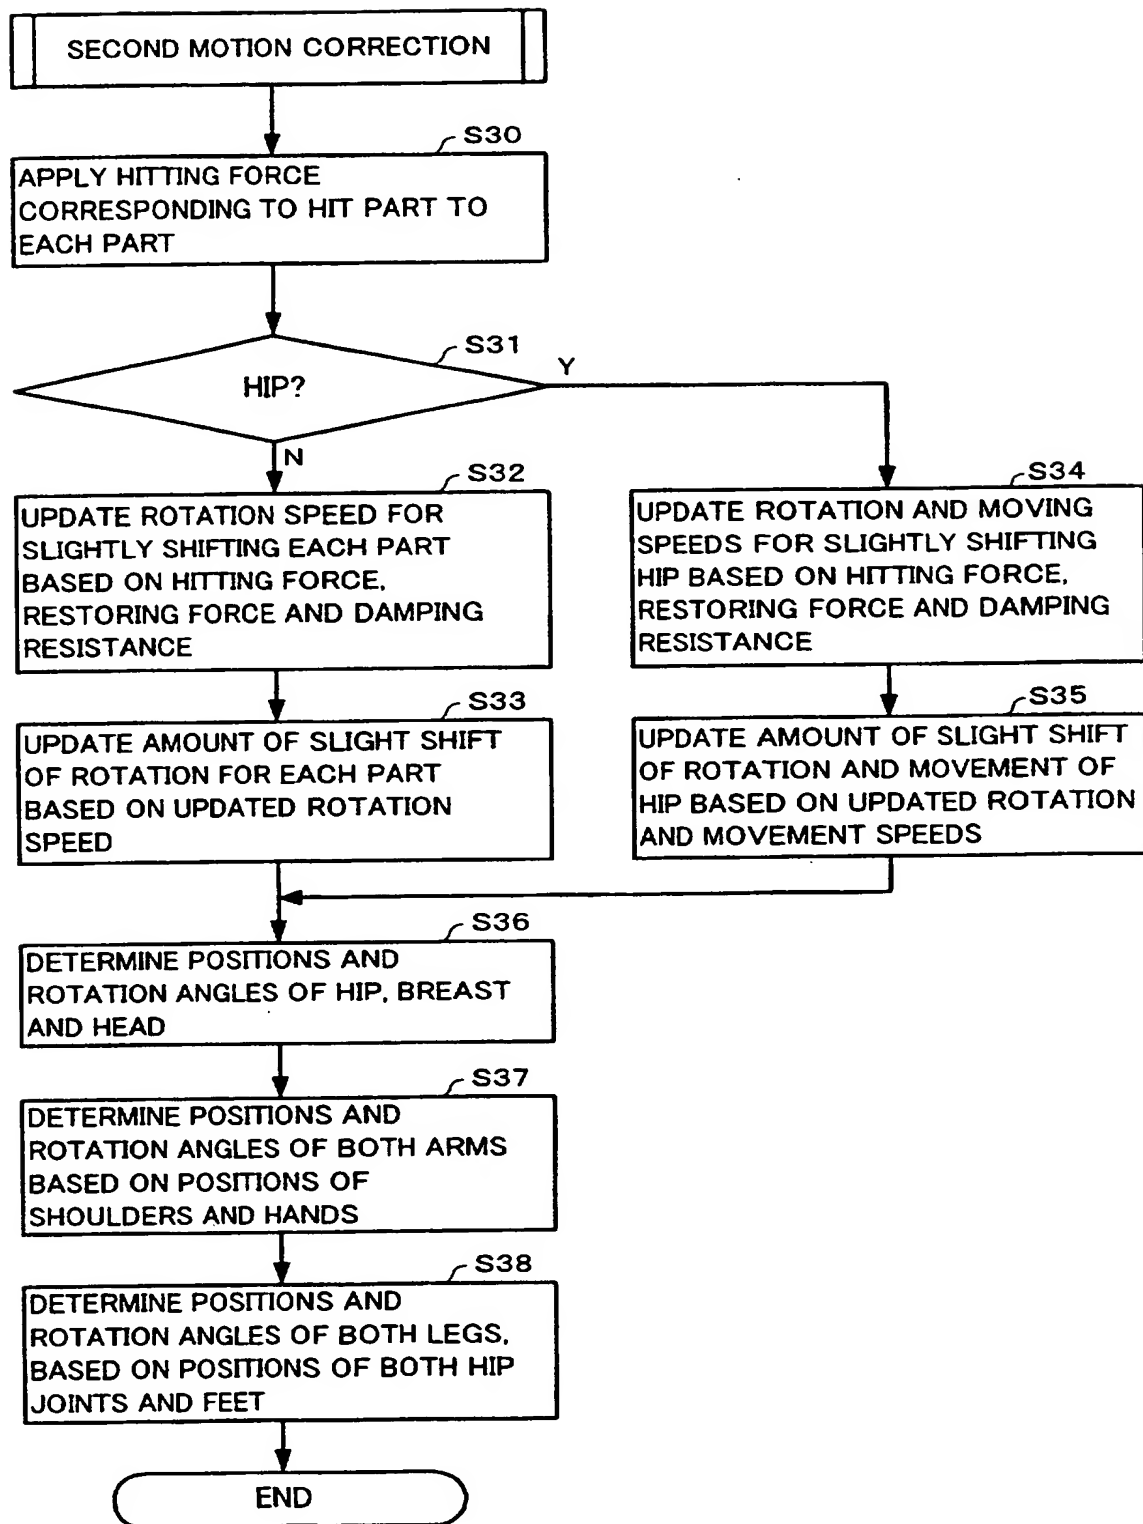 SECOND MOTION CORRECTION
S30
APPLY HITTING FORCE
CORRESPONDING TO HIT PART TO
EACH PART
S31
HIP?
Y
N
S32
UPDATE ROTATION SPEED FOR
SLIGHTLY SHIFTING EACH PART
BASED ON HITTING FORCE,
RESTORING FORCE AND DAMPING
RESISTANCE
S34
UPDATE ROTATION AND MOVING
SPEEDS FOR SLIGHTLY SHIFTING
HIP BASED ON HITTING FORCE,
RESTORING FORCE AND DAMPING
RESISTANCE
S33
UPDATE AMOUNT OF SLIGHT SHIFT
OF ROTATION FOR EACH PART
BASED ON UPDATED ROTATION
SPEED
S35
UPDATE AMOUNT OF SLIGHT SHIFT
OF ROTATION AND MOVEMENT OF
HIP BASED ON UPDATED ROTATION
AND MOVEMENT SPEEDS
S36
DETERMINE POSITIONS AND
ROTATION ANGLES OF HIP, BREAST
AND HEAD
S37
DETERMINE POSITIONS AND
ROTATION ANGLES OF BOTH ARMS
BASED ON POSITIONS OF
SHOULDERS AND HANDS
S38
DETERMINE POSITIONS AND
ROTATION ANGLES OF BOTH LEGS,
BASED ON POSITIONS OF BOTH HIP
JOINTS AND FEET
END